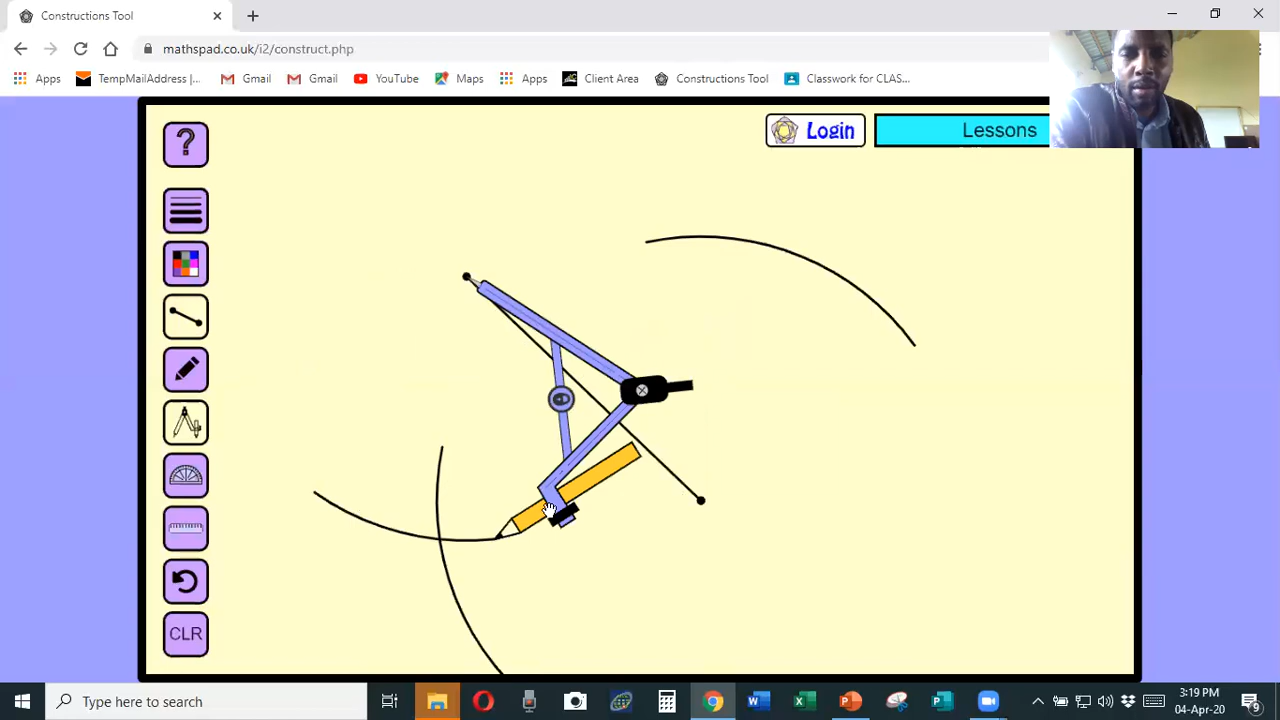 Constructions Tool
mathspad.co.uk/i2/construct.php
Apps
TempMailAddress |...
Gmail
Gmail
YouTube
Maps
Apps
Client Area
Constructions Tool
Classwork for CLAS...
?
Login
Lessons
CLR
Type here to search
3:19 PM
04-Apr-20
9